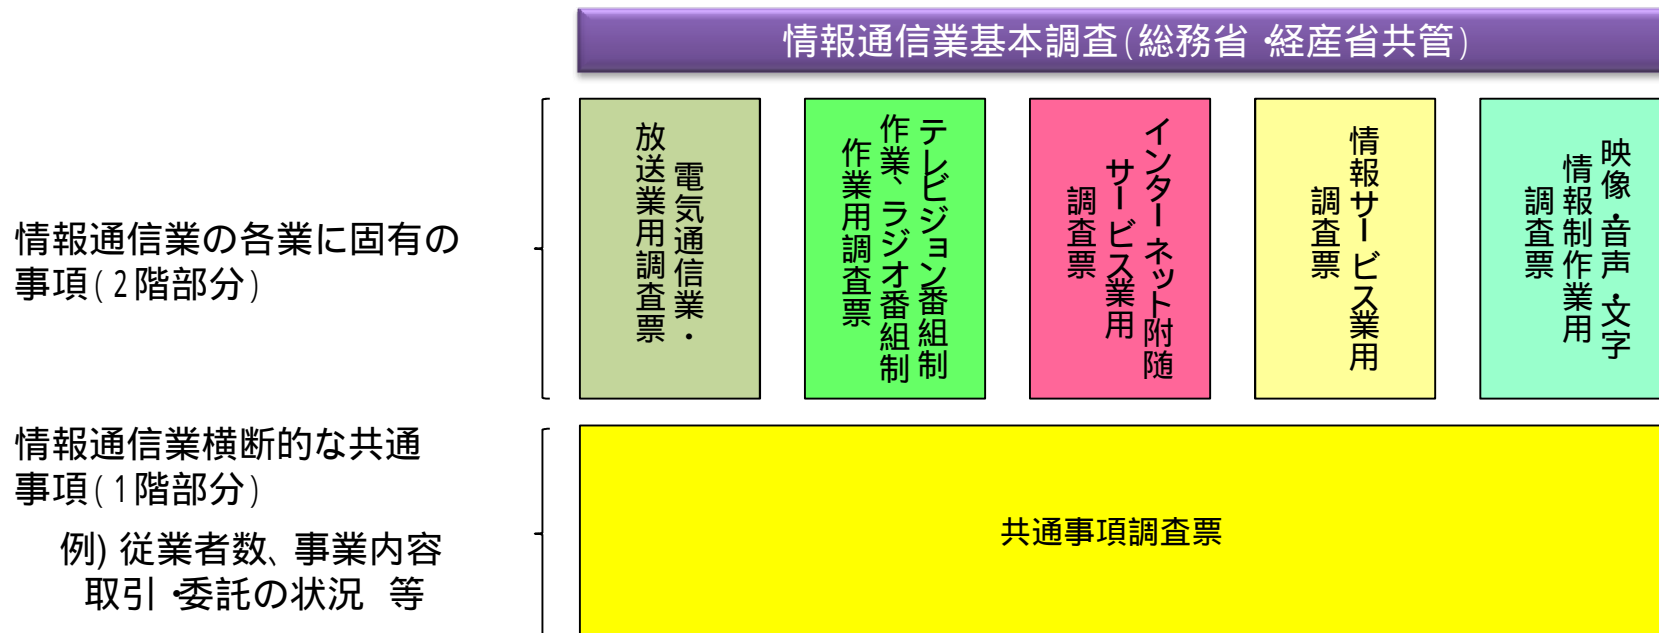 情報通信業基本調査(総務省・経産省共管)
情報通信業の各業に固有の
事項(2階部分)
電気通信業・
放送業用調査票
テレビジョン番組制
作業、ラジオ番組制
作業用調査票
インターネット附随
サービス業用
調査票
情報サービス業用
調査票
映像・音声・文字
情報制作業用
調査票
情報通信業横断的な共通
事項(1階部分)
例)従業者数、事業内容
取引・委託の状況 等
共通事項調査票